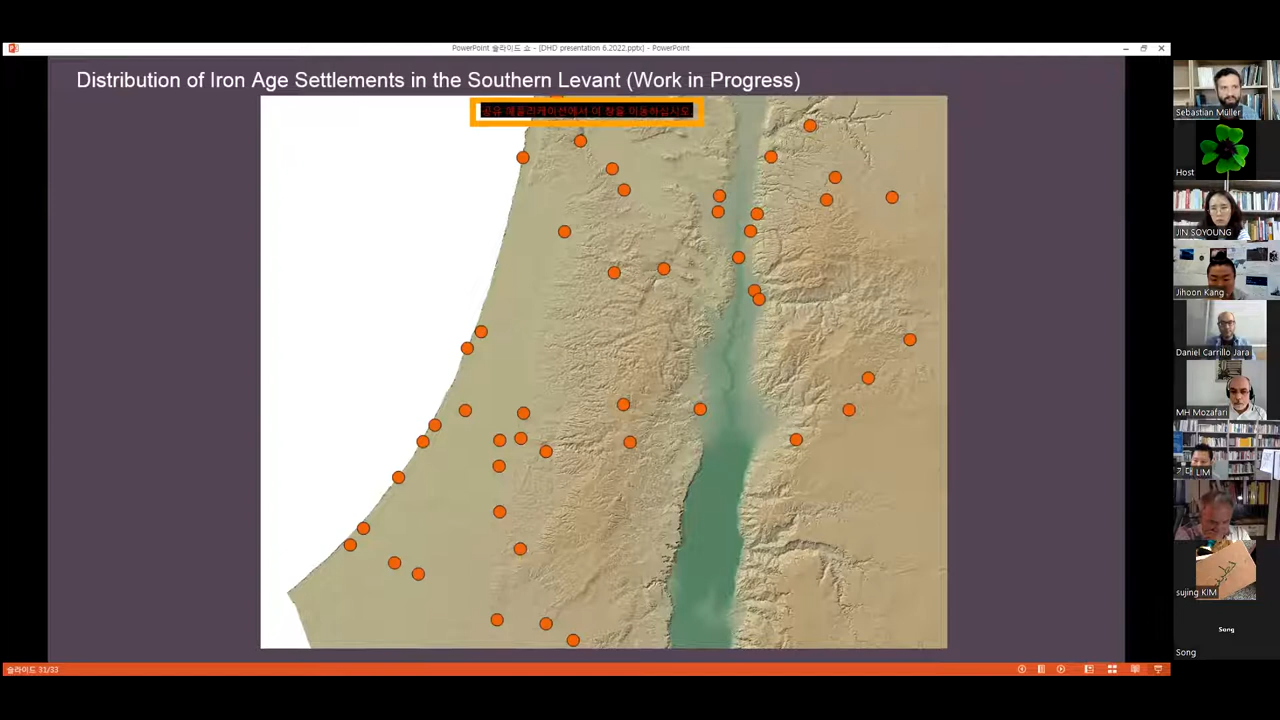 PowerPoint 슬라이드 쇼 - [DHD presentation 6.2022.pptx] - PowerPoint
Distribution of Iron Age Settlements in the Southern Levant (Work in Progress)
공유 애플리케이션에서 이 창을 이동하십시오
Sebastian Müller
Host
JIN SOYOUNG
Jihoon Kang
Daniel Carrillo Jara
MH Mozafari
LIM
sujing KIM
Song
Song
슬라이드 31/33